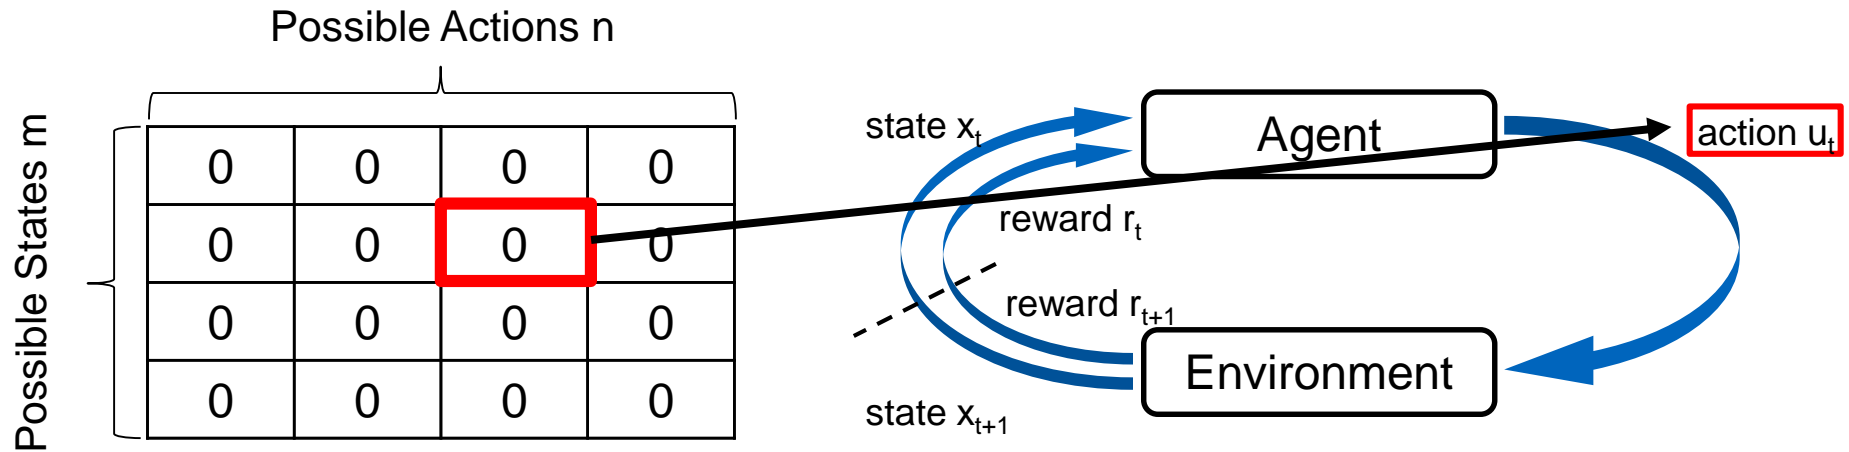 Possible Actions n
Possible States m
0 0 0 0
0 0 0 0
0 0 0 0
0 0 0 0
state xt
Agent
action ut
reward rt
reward rt+1
Environment
state xt+1